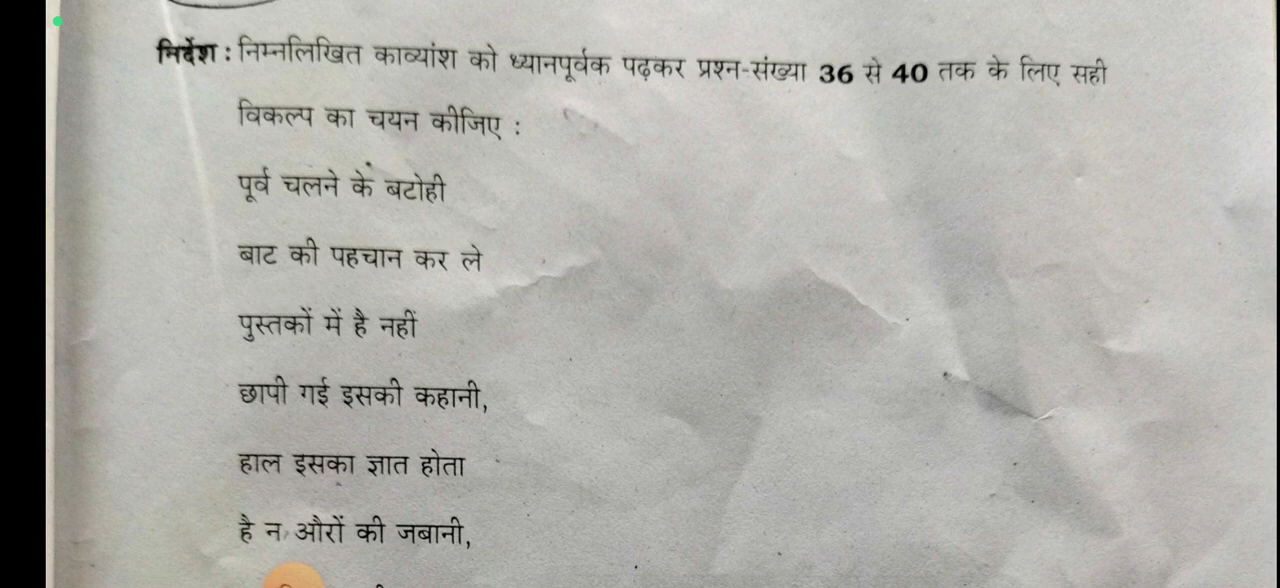 निर्देश : निम्नलिखित काव्यांश को ध्यानपूर्वक पढ़कर प्रश्न-संख्या 36 से 40 तक के लिए सही
विकल्प का चयन कीजिए :
पूर्व चलने के बटोही
बाट की पहचान कर ले
पुस्तकों में है नहीं
छापी गई इसकी कहानी,
हाल इसका ज्ञात होता
है न औरों की जबानी,